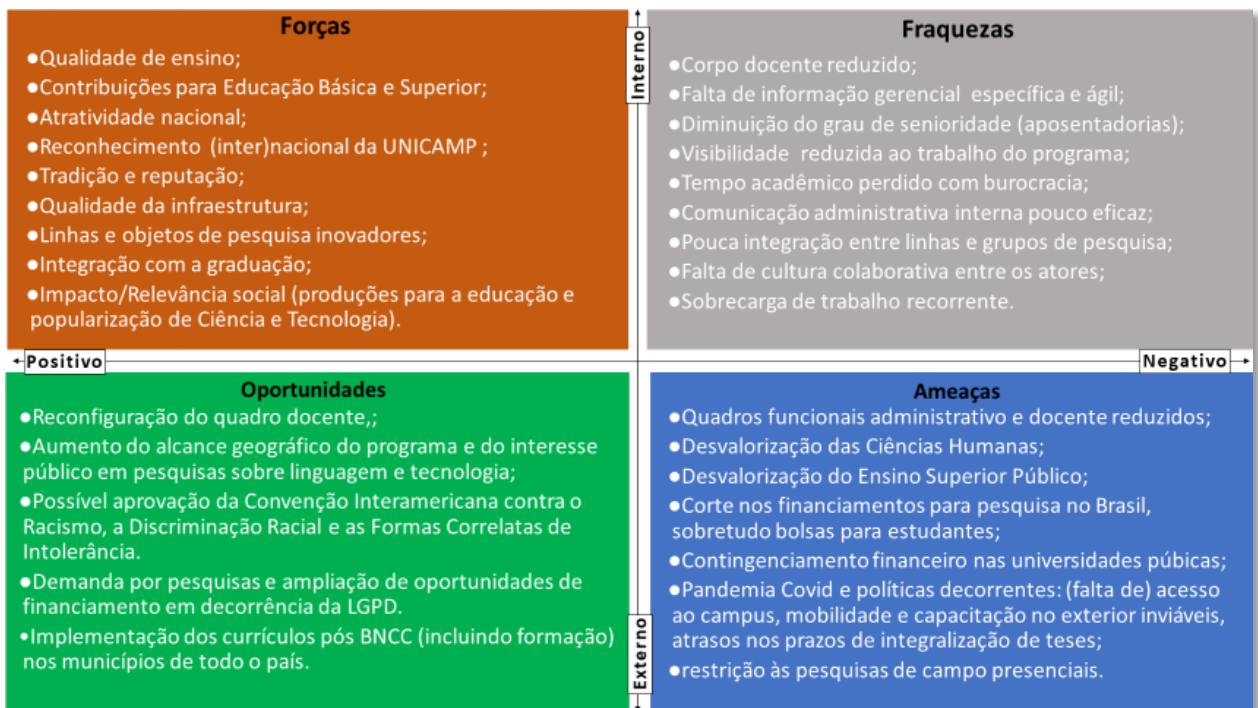 Forças
●Qualidade de ensino;
●Contribuições para Educação Básica e Superior;
●Atratividade nacional;
●Reconhecimento (inter)nacional da UNICAMP ;
●Tradição e reputação;
●Qualidade da infraestrutura;
●Linhas e objetos de pesquisa inovadores;
●Integração com a graduação;
●Impacto/Relevância social (produções para a educação e
popularização de Ciência e Tecnologia).
Interno
Fraquezas
●Corpo docente reduzido;
●Falta de informação gerencial específica e ágil;
●Diminuição do grau de senioridade (aposentadorias);
●Visibilidade reduzida ao trabalho do programa;
●Tempo acadêmico perdido com burocracia;
●Comunicação administrativa interna pouco eficaz;
●Pouca integração entre linhas e grupos de pesquisa;
●Falta de cultura colaborativa entre os atores;
●Sobrecarga de trabalho recorrente.
Positivo
Negativo
Oportunidades
●Reconfiguração do quadro docente,;
●Aumento do alcance geográfico do programa e do interesse
público em pesquisas sobre linguagem e tecnologia;
●Possível aprovação da Convenção Interamericana contra o
Racismo, a Discriminação Racial e as Formas Correlatas de
Intolerância.
●Demanda por pesquisas e ampliação de oportunidades de
financiamento em decorrência da LGPD.
•Implementação dos currículos pós BNCC (incluindo formação)
nos municípios de todo o país.
Externo
Ameaças
●Quadros funcionais administrativo e docente reduzidos;
●Desvalorização das Ciências Humanas;
●Desvalorização do Ensino Superior Público;
●Corte nos financiamentos para pesquisa no Brasil,
sobretudo bolsas para estudantes;
●Contingenciamento financeiro nas universidades púbicas;
●Pandemia Covid e políticas decorrentes: (falta de) acesso
ao campus, mobilidade e capacitação no exterior inviáveis,
atrasos nos prazos de integralização de teses;
●restrição às pesquisas de campo presenciais.